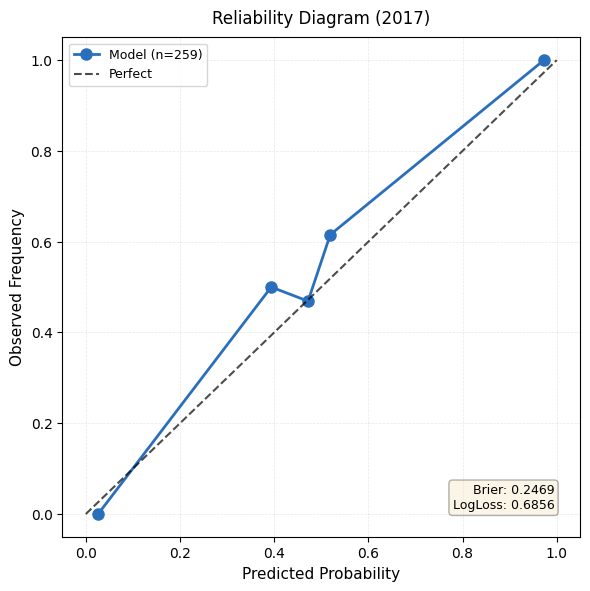 Reliability Diagram (2017)
Model (n=259)
Perfect
Observed Frequency
1.0
0.8
0.6
0.4
0.2
0.0
Brier: 0.2469
LogLoss: 0.6856
0.0 0.2 0.4 0.6 0.8 1.0
Predicted Probability